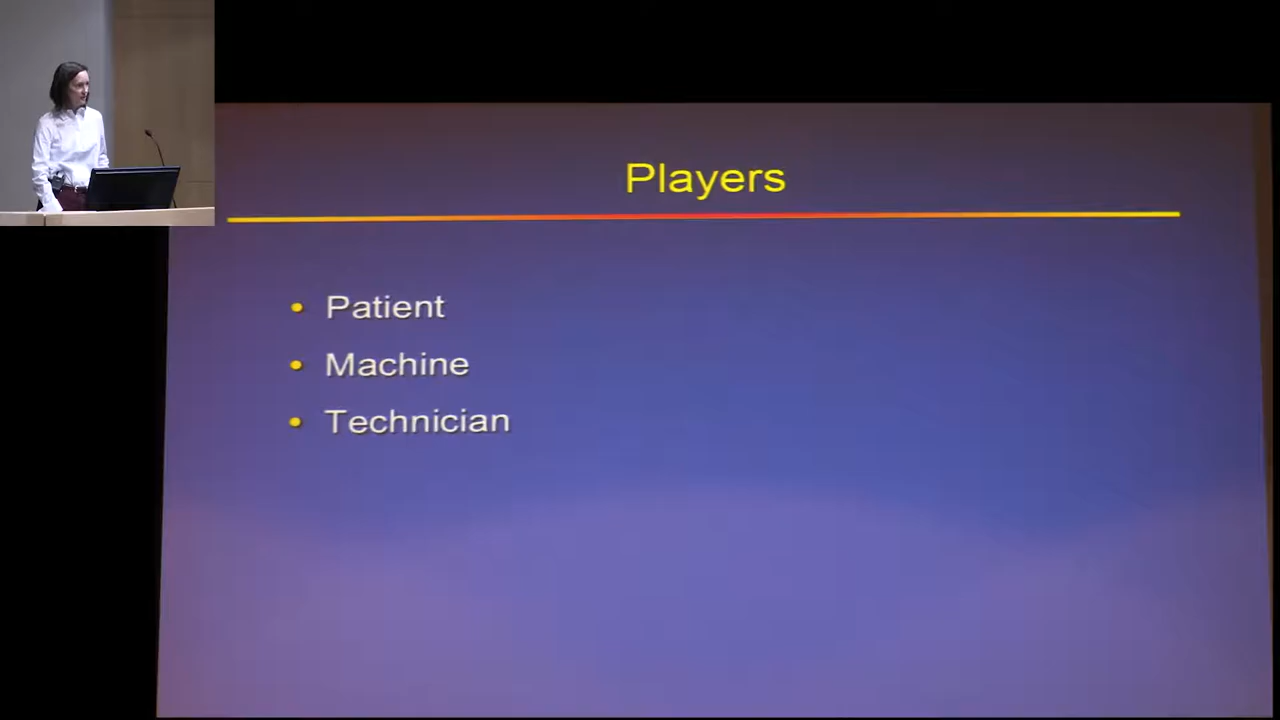 Players
• Patient
• Machine
• Technician